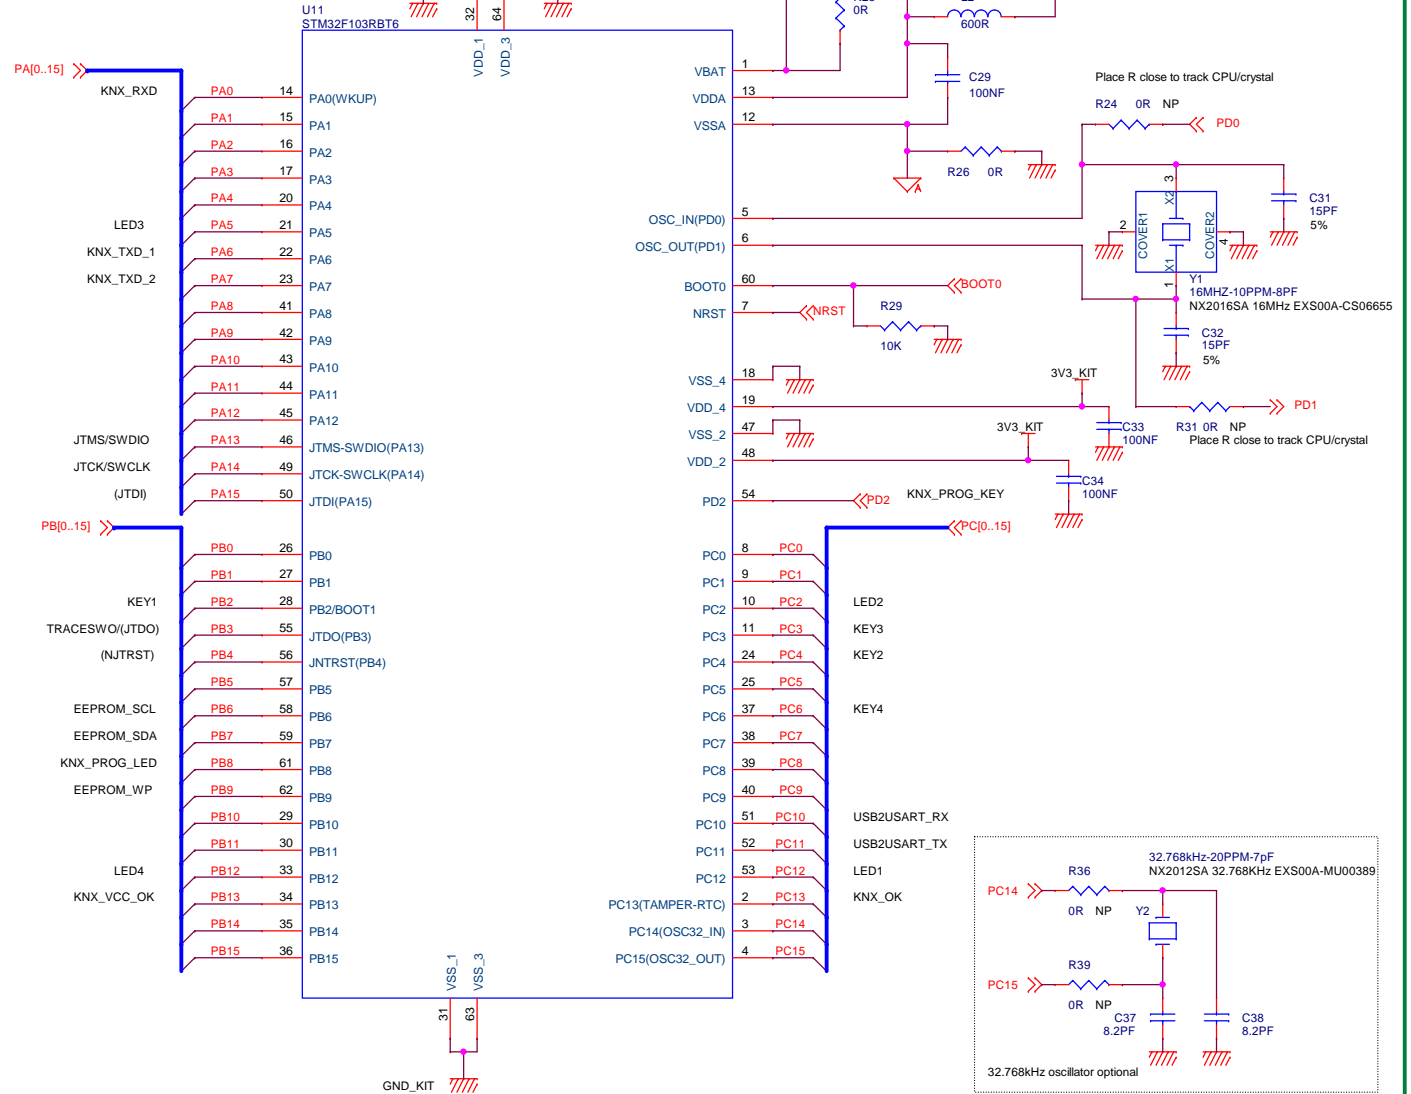 U11
STM32F103RBT6
32
64
VDD_1
VDD_3
0R
600R
PA[0..15]
KNX_RXD
PA0 14 PA0(WKUP)
PA1 15 PA1
PA2 16 PA2
PA3 17 PA3
PA4 20 PA4
LED3 PA5 21 PA5
KNX_TXD_1 PA6 22 PA6
KNX_TXD_2 PA7 23 PA7
PA8 41 PA8
PA9 42 PA9
PA10 43 PA10
PA11 44 PA11
PA12 45 PA12
JTMS/SWDIO PA13 46 JTMS-SWDIO(PA13)
JTCK/SWCLK PA14 49 JTCK-SWCLK(PA14)
(JTDI) PA15 50 JTDI(PA15)
PB[0..15]
PB0 26 PB0
PB1 27 PB1
KEY1 PB2 28 PB2/BOOT1
TRACESWO/(JTDO) PB3 55 JTDO(PB3)
(NJTRST) PB4 56 JNTRST(PB4)
PB5 57 PB5
EEPROM_SCL PB6 58 PB6
EEPROM_SDA PB7 59 PB7
KNX_PROG_LED PB8 61 PB8
EEPROM_WP PB9 62 PB9
PB10 29 PB10
PB11 30 PB11
LED4 PB12 33 PB12
KNX_VCC_OK PB13 34 PB13
PB14 35 PB14
PB15 36 PB15
VSS_1
VSS_3
31
63
GND_KIT
VBAT 1
VDDA 13
VSSA 12
C29
100NF
R26 0R
A
OSC_IN(PD0) 5
OSC_OUT(PD1) 6
BOOT0 60 BOOT0
NRST 7 NRST
R29
10K
VSS_4 18
VDD_4 19
VSS_2 47
VDD_2 48
3V3_KIT
3V3_KIT
C33
100NF
C34
100NF
PD2 54 PD2 KNX_PROG_KEY
PC[0..15]
PC0 8 PC0
PC1 9 PC1
PC2 10 PC2 LED2
PC3 11 PC3 KEY3
PC4 24 PC4 KEY2
PC5 25 PC5
PC6 37 PC6 KEY4
PC7 38 PC7
PC8 39 PC8
PC9 40 PC9
PC10 51 PC10 USB2USART_RX
PC11 52 PC11 USB2USART_TX
PC12 53 PC12 LED1
PC13(TAMPER-RTC) 2 PC13 KNX_OK
PC14(OSC32_IN) 3 PC14
PC15(OSC32_OUT) 4 PC15
Place R close to track CPU/crystal
R24 0R NP
PD0
3
X2
2
COVER1
COVER2
4
X1
1
C31
15PF
5%
Y1
16MHZ-10PPM-8PF
NX2016SA 16MHz EXS00A-CS06655
C32
15PF
5%
PD1
R31 0R NP
Place R close to track CPU/crystal
32.768kHz-20PPM-7pF
NX2012SA 32.768KHz EXS00A-MU00389
PC14
R36
0R NP
Y2
PC15
R39
0R NP
C37
8.2PF
C38
8.2PF
32.768kHz oscillator optional